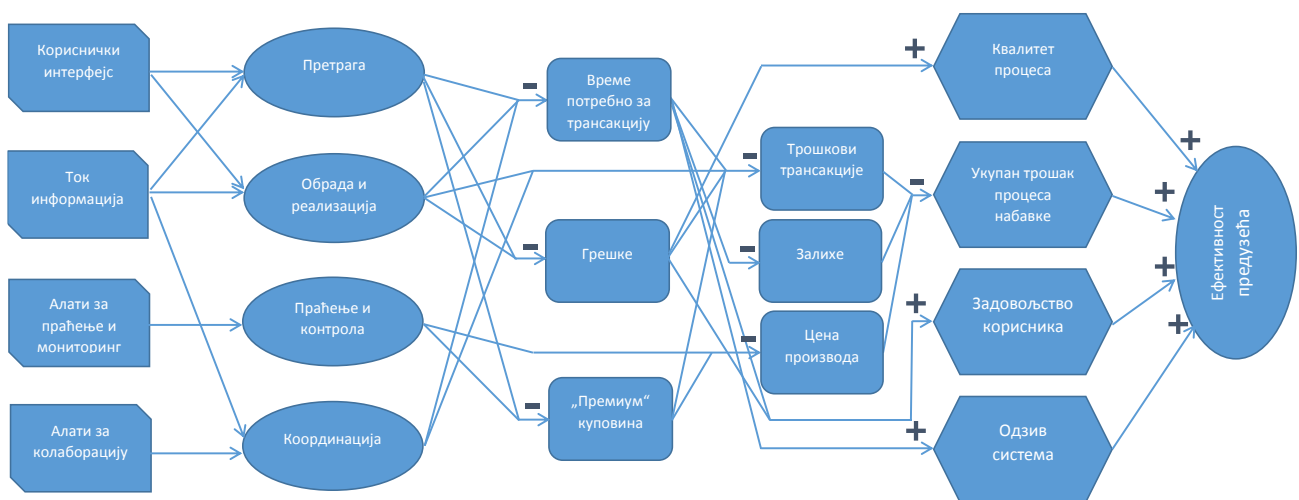 Кориснички
интерфејс
Ток
информација
Алати за
праћење и
мониторинг
Алати за
колаборацију
Претрага
Обрада и
реализација
Праћење и
контрола
Координација
Време
потребно за
трансакцију
Грешке
„Премиум“
куповина
Трошкови
трансакције
Залихе
Цена
производа
Квалитет
процеса
Укупан трошак
процеса
набавке
Задовољство
корисника
Одзив
система
Ефективност
предузећа